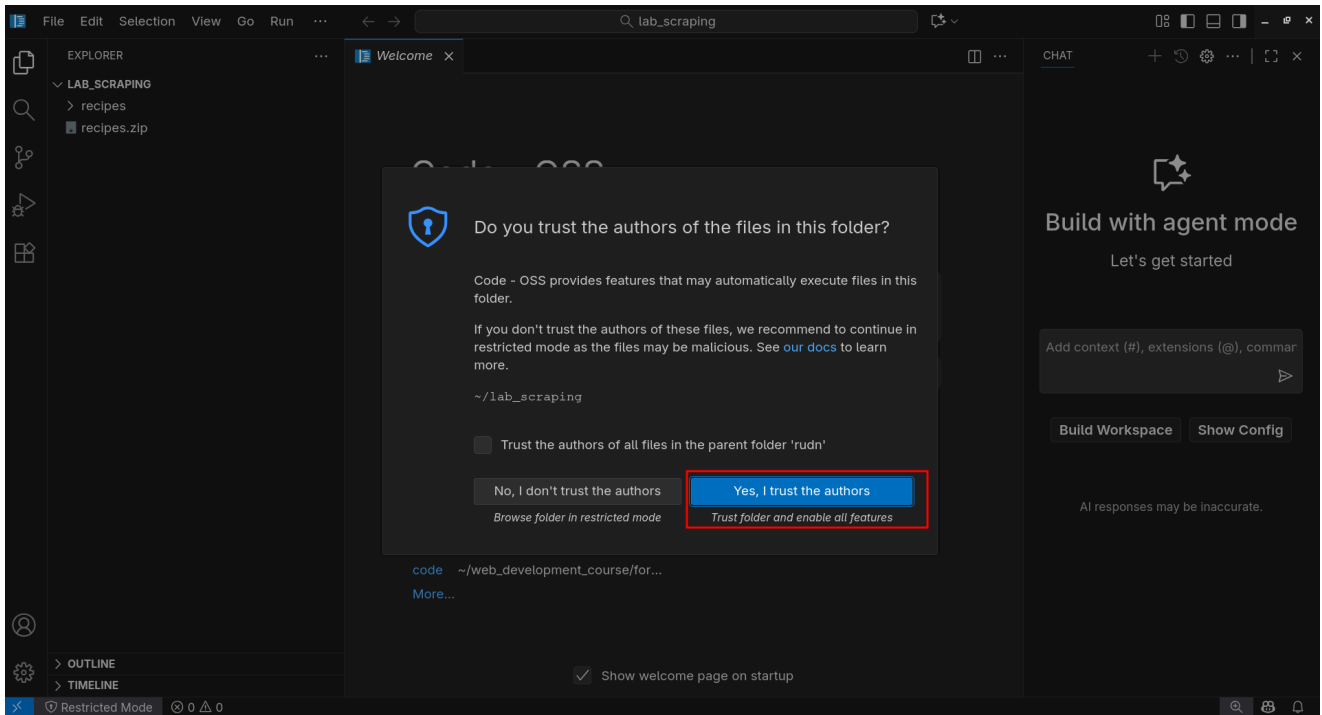 File Edit Selection View Go Run ··· lab_scraping
EXPLORER ···
LAB_SCRAPING
recipes
recipes.zip
OUTLINE
TIMELINE
Welcome
Do you trust the authors of the files in this folder?
Code - OSS provides features that may automatically execute files in this
folder.
If you don't trust the authors of these files, we recommend to continue in
restricted mode as the files may be malicious. See our docs to learn
more.
~/lab_scraping
Trust the authors of all files in the parent folder 'rudn'
No, I don't trust the authors
Browse folder in restricted mode
Yes, I trust the authors
Trust folder and enable all features
code ~/web_development_course/for...
More...
Show welcome page on startup
CHAT
Build with agent mode
Let's get started
Add context (#), extensions (@), commar
Build Workspace Show Config
AI responses may be inaccurate.
Restricted Mode 0 0